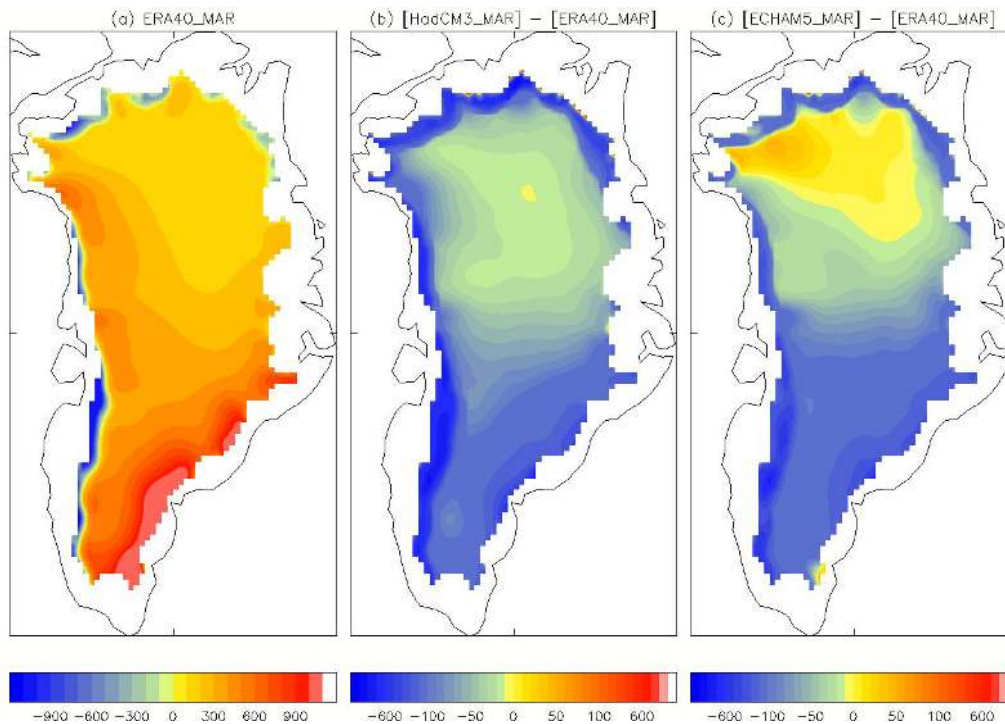 (a) ERA40_MAR
(b) [HadCM3_MAR] − [ERA40_MAR]
(c) [ECHAM5_MAR] − [ERA40_MAR]
−900 −600 −300 0 300 600 900
−600 −100 −50 0 50 100 600
−600 −100 −50 0 50 100 600